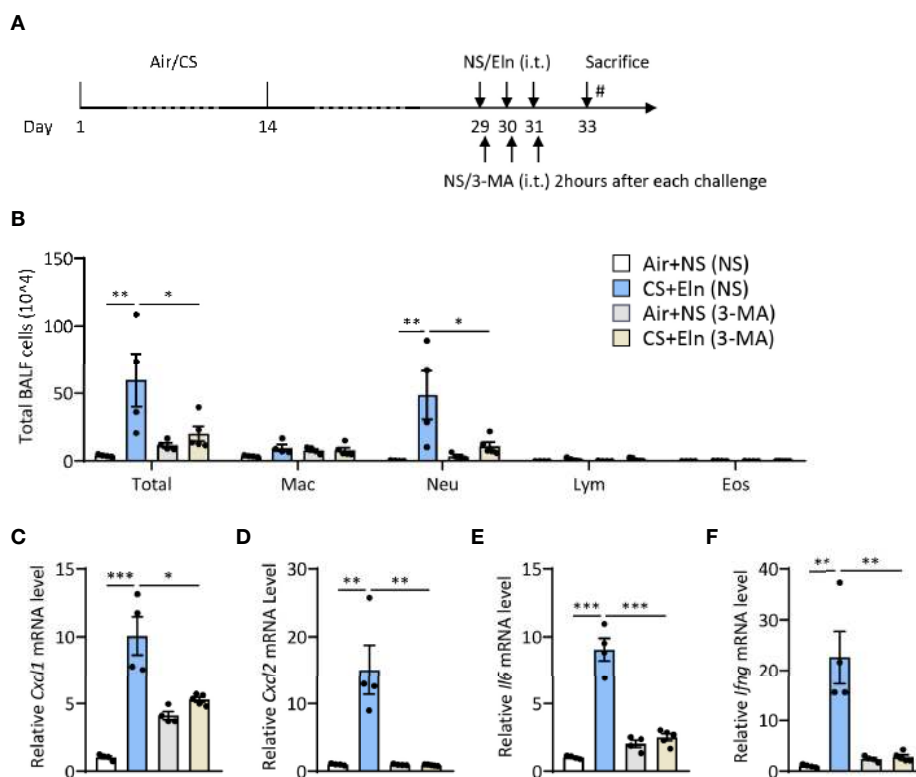 A
Air/CS NS/Eln (i.t.) Sacrifice
#
Day 1 14 29 30 31 33
NS/3-MA (i.t.) 2hours after each challenge
B
Total BALF cells (10^4)
150
100
50
0
** *
** *
Total Mac Neu Lym Eos
Air+NS (NS)
CS+Eln (NS)
Air+NS (3-MA)
CS+Eln (3-MA)
C
Relative Cxcl1 mRNA level
15
10
5
0
*** *
D
Relative Cxcl2 mRNA Level
30
20
10
0
** **
E
Relative Il6 mRNA level
15
10
5
0
*** ***
F
Relative Ifng mRNA level
40
30
20
10
0
** **